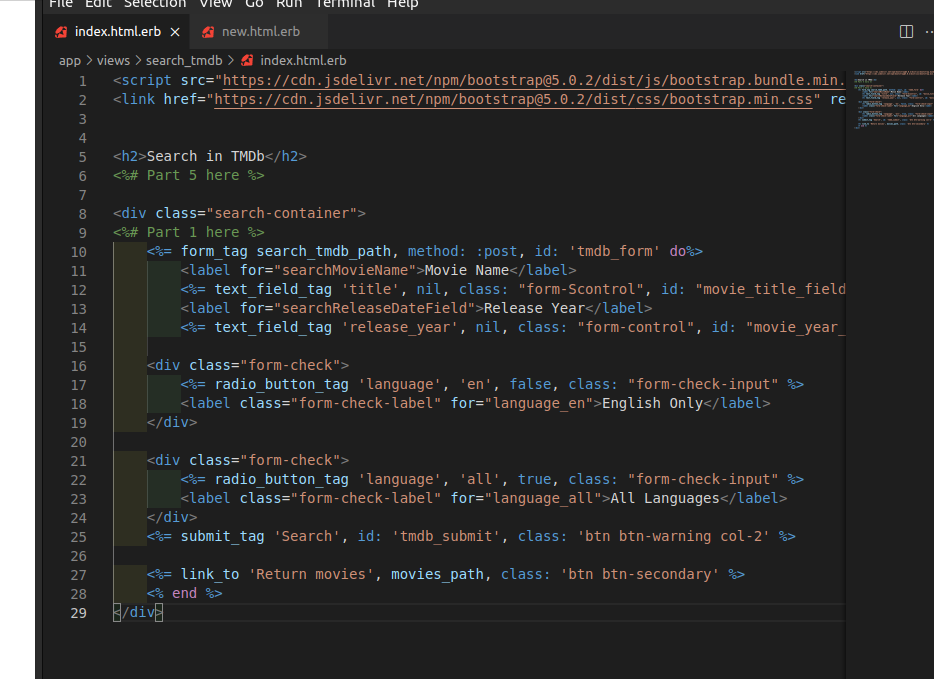 File Edit Selection View Go Run Terminal Help
index.html.erb × new.html.erb
app > views > search_tmdb > index.html.erb
1 <script src="https://cdn.jsdelivr.net/npm/bootstrap@5.0.2/dist/js/bootstrap.bundle.min.
2 <link href="https://cdn.jsdelivr.net/npm/bootstrap@5.0.2/dist/css/bootstrap.min.css" re
3
4
5 <h2>Search in TMDb</h2>
6 <%# Part 5 here %>
7
8 <div class="search-container">
9 <%# Part 1 here %>
10 <%= form_tag search_tmdb_path, method: :post, id: 'tmdb_form' do%>
11 <label for="searchMovieName">Movie Name</label>
12 <%= text_field_tag 'title', nil, class: "form-Scontrol", id: "movie_title_field
13 <label for="searchReleaseDateField">Release Year</label>
14 <%= text_field_tag 'release_year', nil, class: "form-control", id: "movie_year_
15
16 <div class="form-check">
17 <%= radio_button_tag 'language', 'en', false, class: "form-check-input" %>
18 <label class="form-check-label" for="language_en">English Only</label>
19 </div>
20
21 <div class="form-check">
22 <%= radio_button_tag 'language', 'all', true, class: "form-check-input" %>
23 <label class="form-check-label" for="language_all">All Languages</label>
24 </div>
25 <%= submit_tag 'Search', id: 'tmdb_submit', class: 'btn btn-warning col-2' %>
26
27 <%= link_to 'Return movies', movies_path, class: 'btn btn-secondary' %>
28 <% end %>
29 </div>